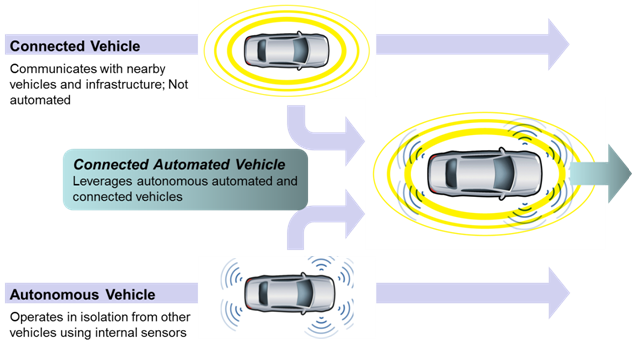 Connected Vehicle
Communicates with nearby
vehicles and infrastructure; Not
automated
Connected Automated Vehicle
Leverages autonomous automated and
connected vehicles
Autonomous Vehicle
Operates in isolation from other
vehicles using internal sensors